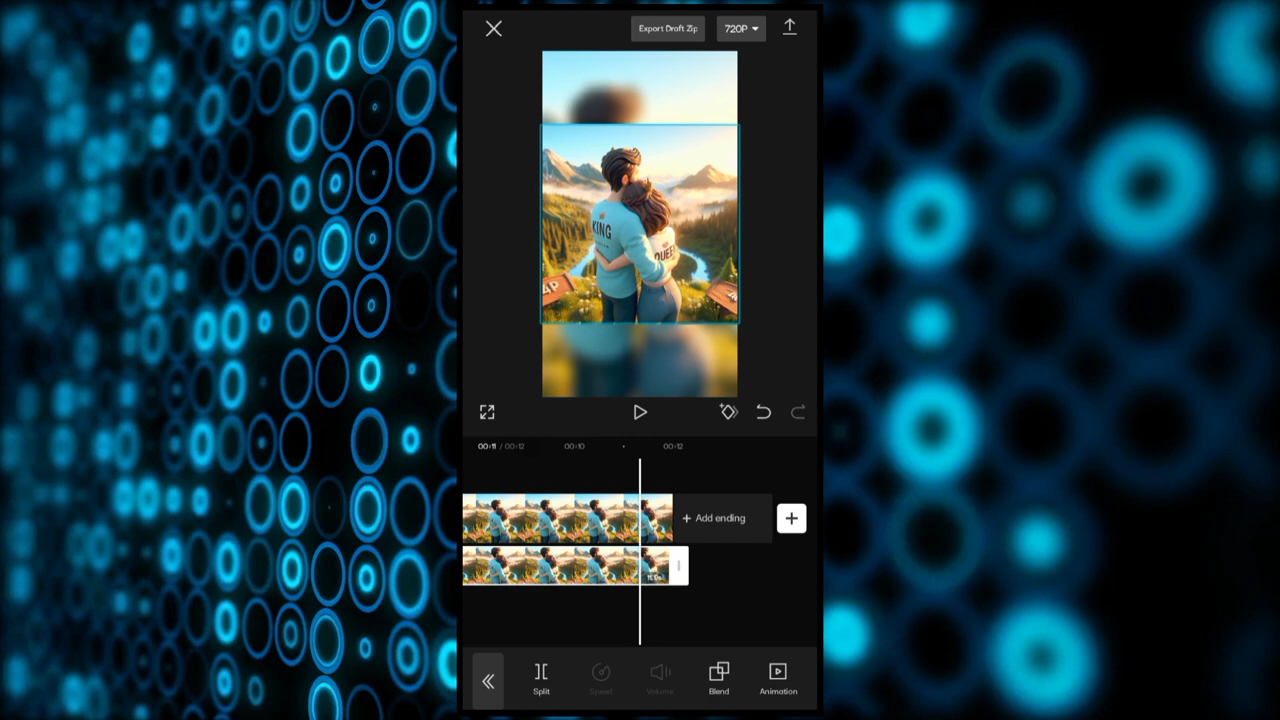 Export Draft Zip
720P
KING
QUEEN
4P
00:11 / 00:12
00:10
00:12
+ Add ending
Split
Speed
Volume
Blend
Animation